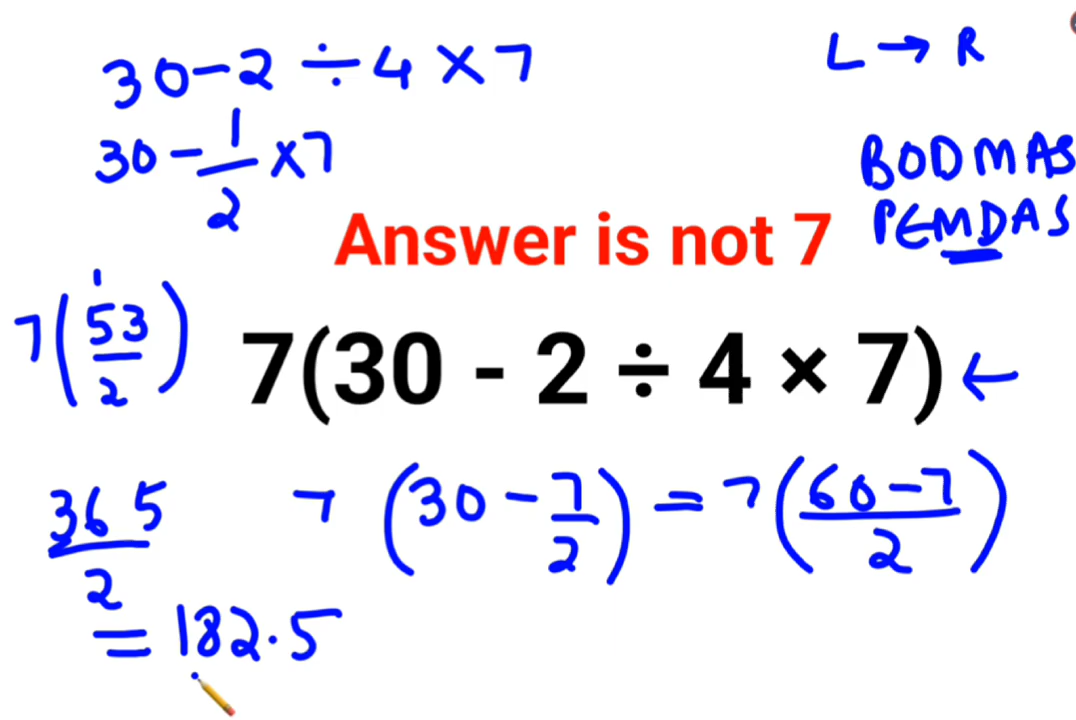 30 - 2 ÷ 4 × 7
L → R
30 - 1/2 × 7
BODMAS
PEMDAS
Answer is not 7
1
7(53/2)
7(30 - 2 ÷ 4 × 7) ←
7(30 - 7/2) = 7(60 - 7/2)
365/2
= 182.5